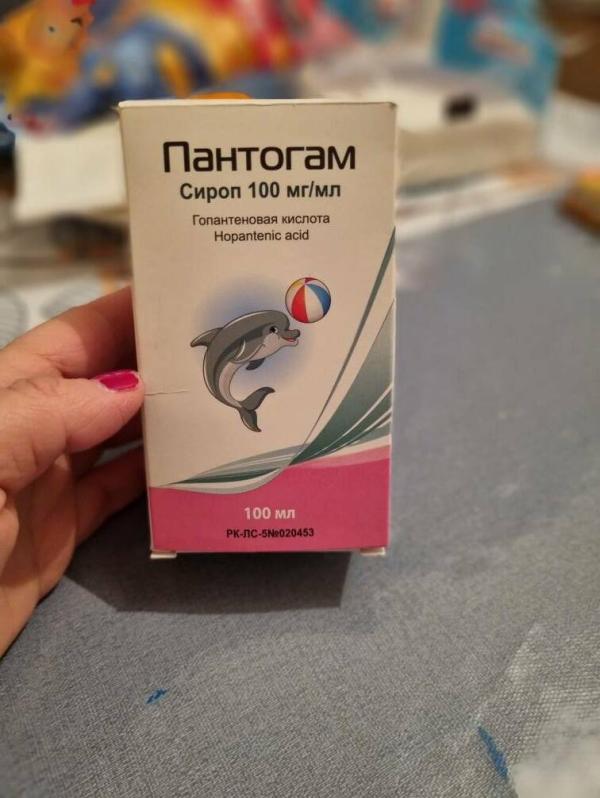 Пантогам
Сироп 100 мг/мл
Гопантеновая кислота
Hopantenic acid
100 мл
РК-ЛС-5№020453